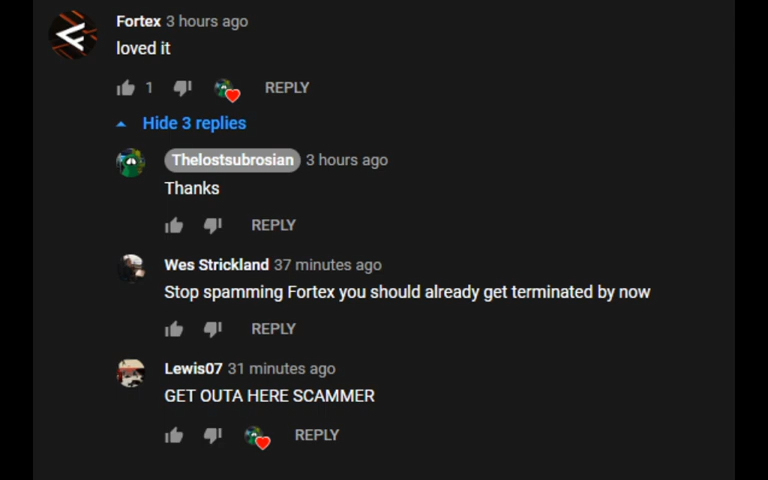 Fortex 3 hours ago
loved it
1 REPLY
Hide 3 replies
Thelostsubrosian 3 hours ago
Thanks
REPLY
Wes Strickland 37 minutes ago
Stop spamming Fortex you should already get terminated by now
REPLY
Lewis07 31 minutes ago
GET OUTA HERE SCAMMER
REPLY